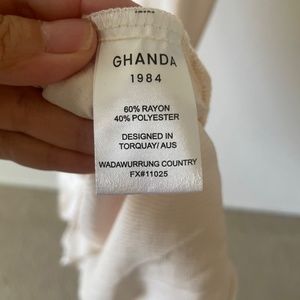 GHANDA
1984
60% RAYON
40% POLYESTER
DESIGNED IN
TORQUAY/ AUS
WADAWURRUNG COUNTRY
FX#11025